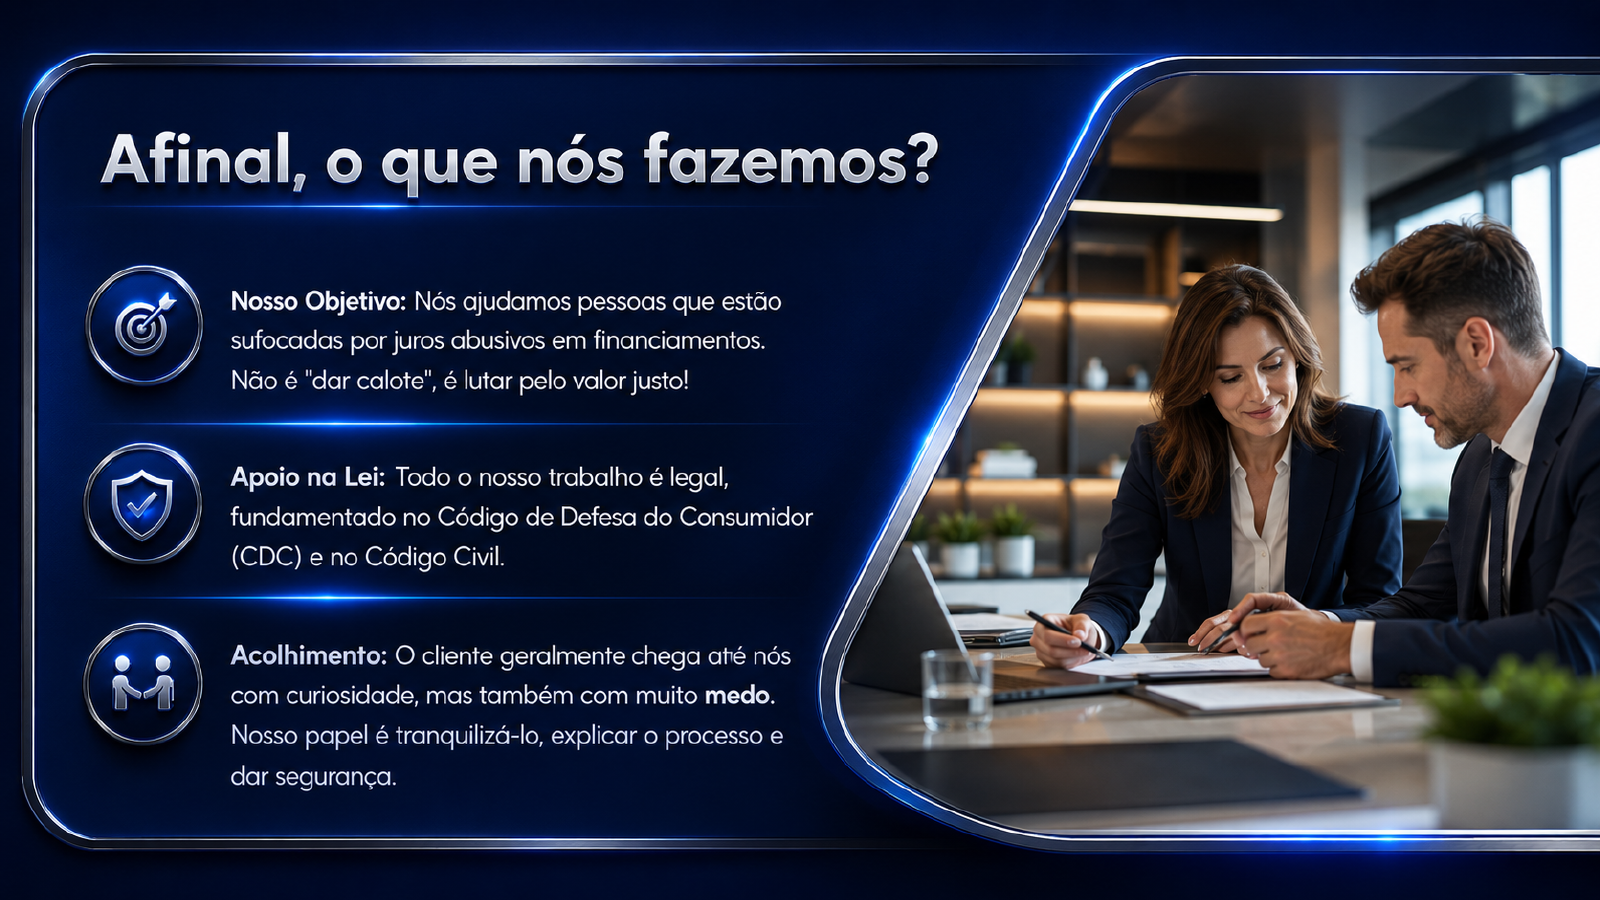 Afinal, o que nós fazemos?
Nosso Objetivo: Nós ajudamos pessoas que estão
sufocadas por juros abusivos em financiamentos.
Não é "dar calote", é lutar pelo valor justo!
Apoio na Lei: Todo o nosso trabalho é legal,
fundamentado no Código de Defesa do Consumidor
(CDC) e no Código Civil.
Acolhimento: O cliente geralmente chega até nós
com curiosidade, mas também com muito medo.
Nosso papel é tranquilizá-lo, explicar o processo e
dar segurança.